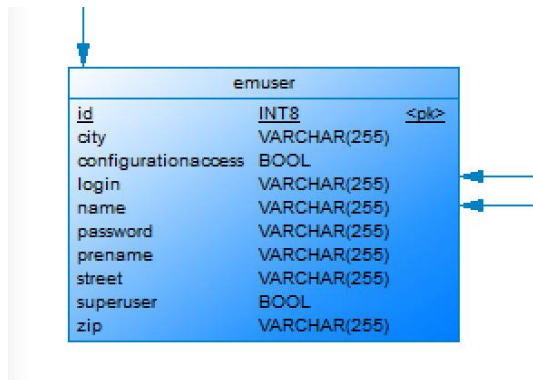 emuser
id INT8 <pk>
city VARCHAR(255)
configurationaccess BOOL
login VARCHAR(255)
name VARCHAR(255)
password VARCHAR(255)
prename VARCHAR(255)
street VARCHAR(255)
superuser BOOL
zip VARCHAR(255)